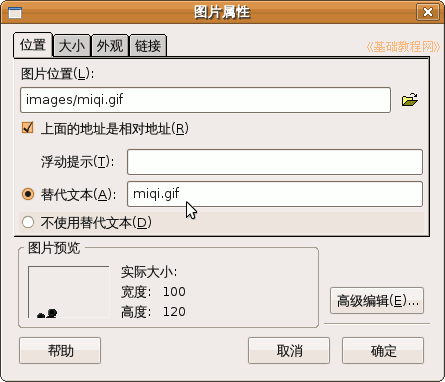 图片属性
位置 大小 外观 链接
《基础教程网》
图片位置(L):
images/miqi.gif
上面的地址是相对地址(R)
浮动提示(T):
替代文本(A): miqi.gif
不使用替代文本(D)
图片预览
实际大小:
宽度: 100
高度: 120
高级编辑(E)...
帮助 取消 确定